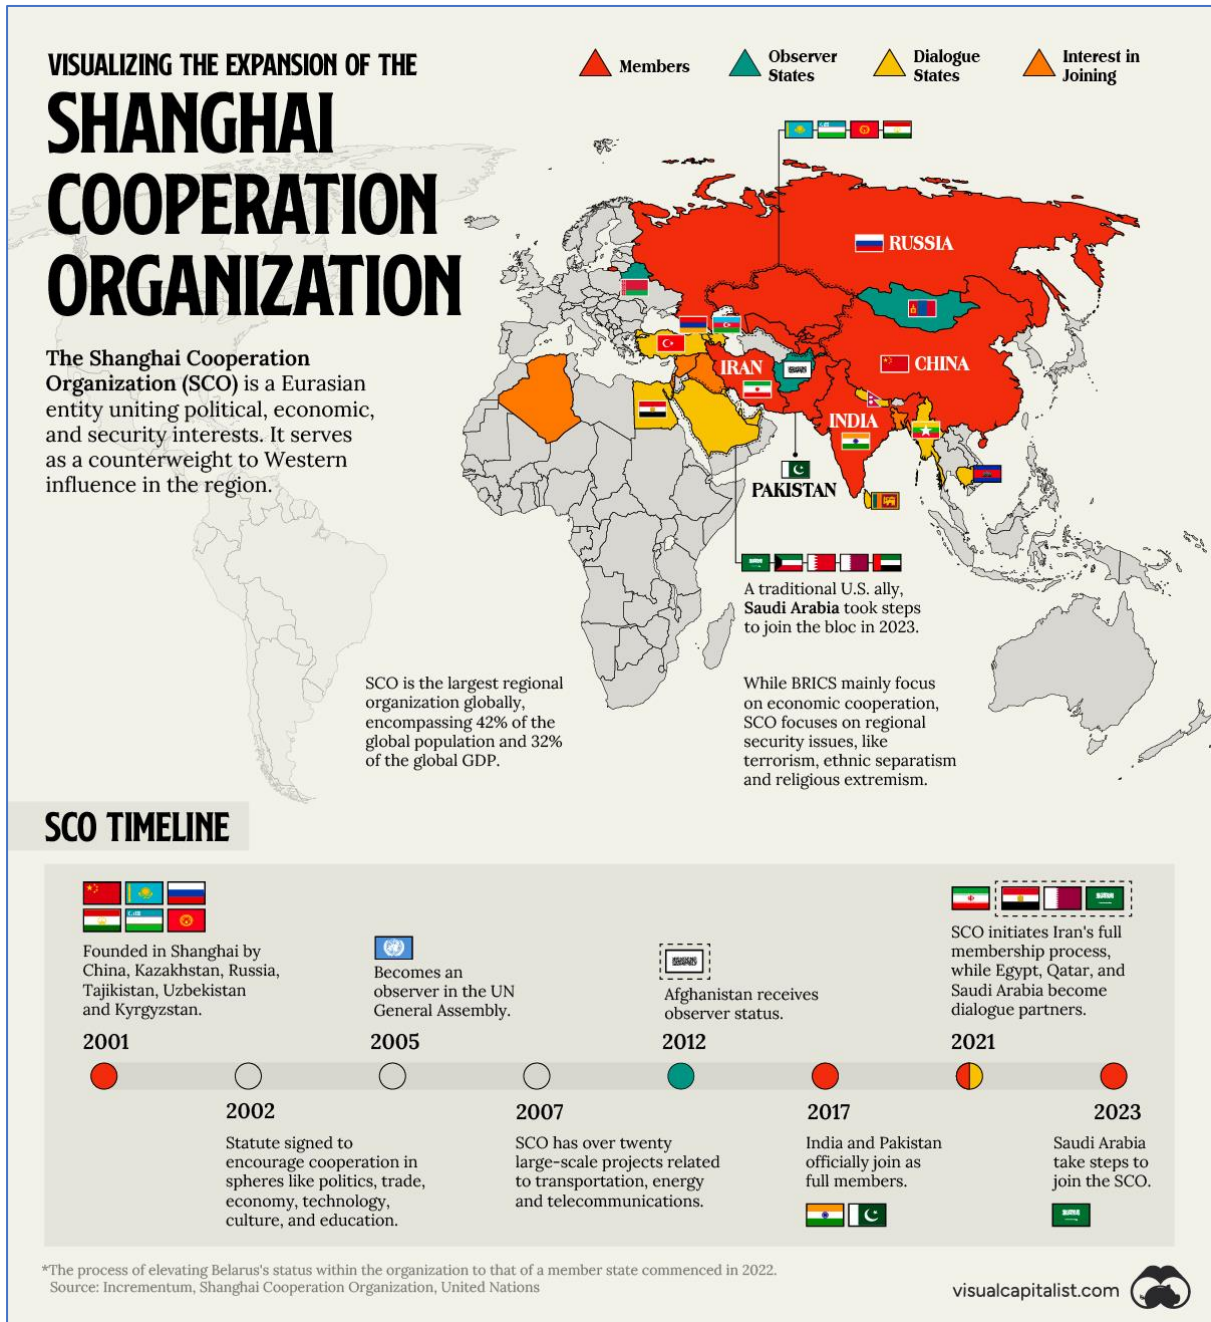 VISUALIZING THE EXPANSION OF THE
SHANGHAI
COOPERATION
ORGANIZATION
The Shanghai Cooperation
Organization (SCO) is a Eurasian
entity uniting political, economic,
and security interests. It serves
as a counterweight to Western
influence in the region.
Members
Observer
States
Dialogue
States
Interest in
Joining
RUSSIA
CHINA
IRAN
INDIA
PAKISTAN
A traditional U.S. ally,
Saudi Arabia took steps
to join the bloc in 2023.
SCO is the largest regional
organization globally,
encompassing 42% of the
global population and 32%
of the global GDP.
While BRICS mainly focus
on economic cooperation,
SCO focuses on regional
security issues, like
terrorism, ethnic separatism
and religious extremism.
SCO TIMELINE
Founded in Shanghai by
China, Kazakhstan, Russia,
Tajikistan, Uzbekistan
and Kyrgyzstan.
2001
2002
Statute signed to
encourage cooperation in
spheres like politics, trade,
economy, technology,
culture, and education.
Becomes an
observer in the UN
General Assembly.
2005
2007
SCO has over twenty
large-scale projects related
to transportation, energy
and telecommunications.
Afghanistan receives
observer status.
2012
2017
India and Pakistan
officially join as
full members.
SCO initiates Iran's full
membership process,
while Egypt, Qatar, and
Saudi Arabia become
dialogue partners.
2021
2023
Saudi Arabia
take steps to
join the SCO.
*The process of elevating Belarus's status within the organization to that of a member state commenced in 2022.
Source: Incrementum, Shanghai Cooperation Organization, United Nations
visualcapitalist.com